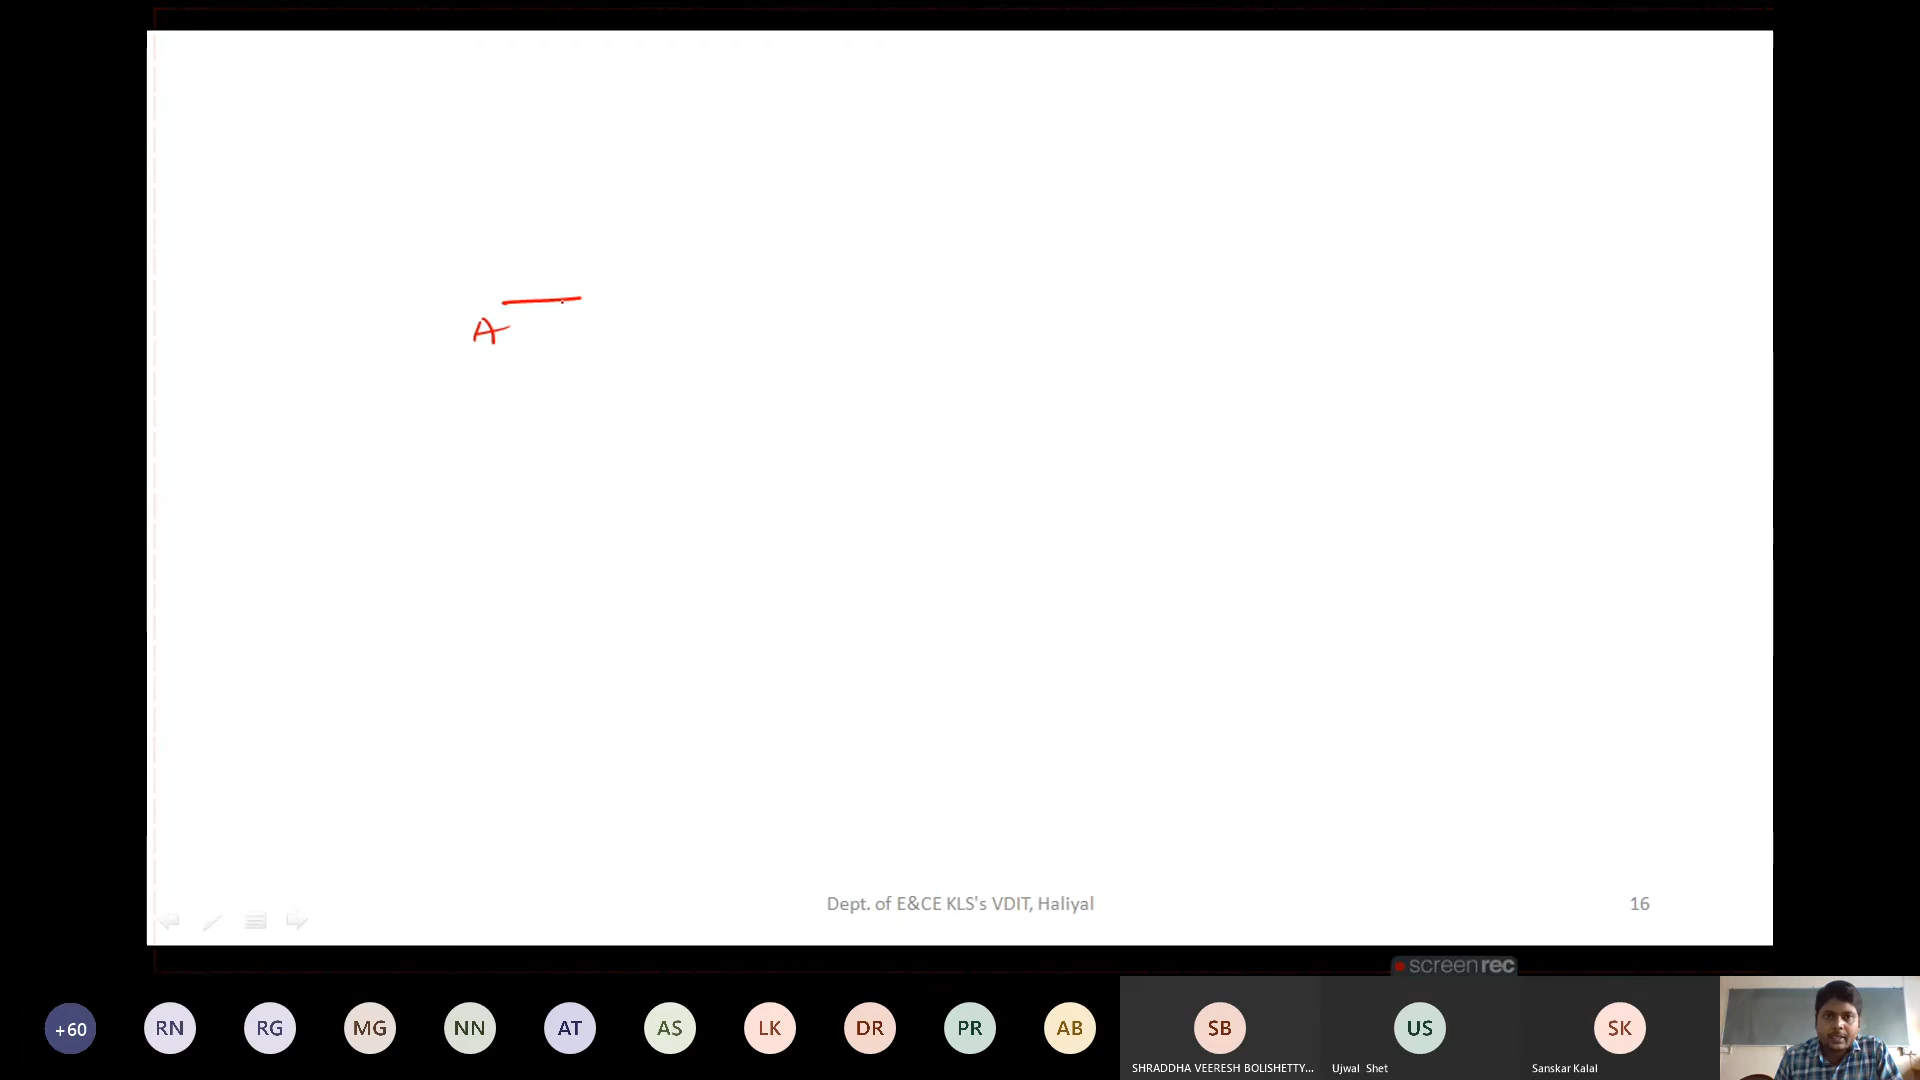 A
Dept. of E&CE KLS's VDIT, Haliyal
16
screenrec
+60
RN
RG
MG
NN
AT
AS
LK
DR
PR
AB
SB
US
SK
SHRADDHA VEERESH BOLISHETTY...
Ujwal Shet
Sanskar Kalal